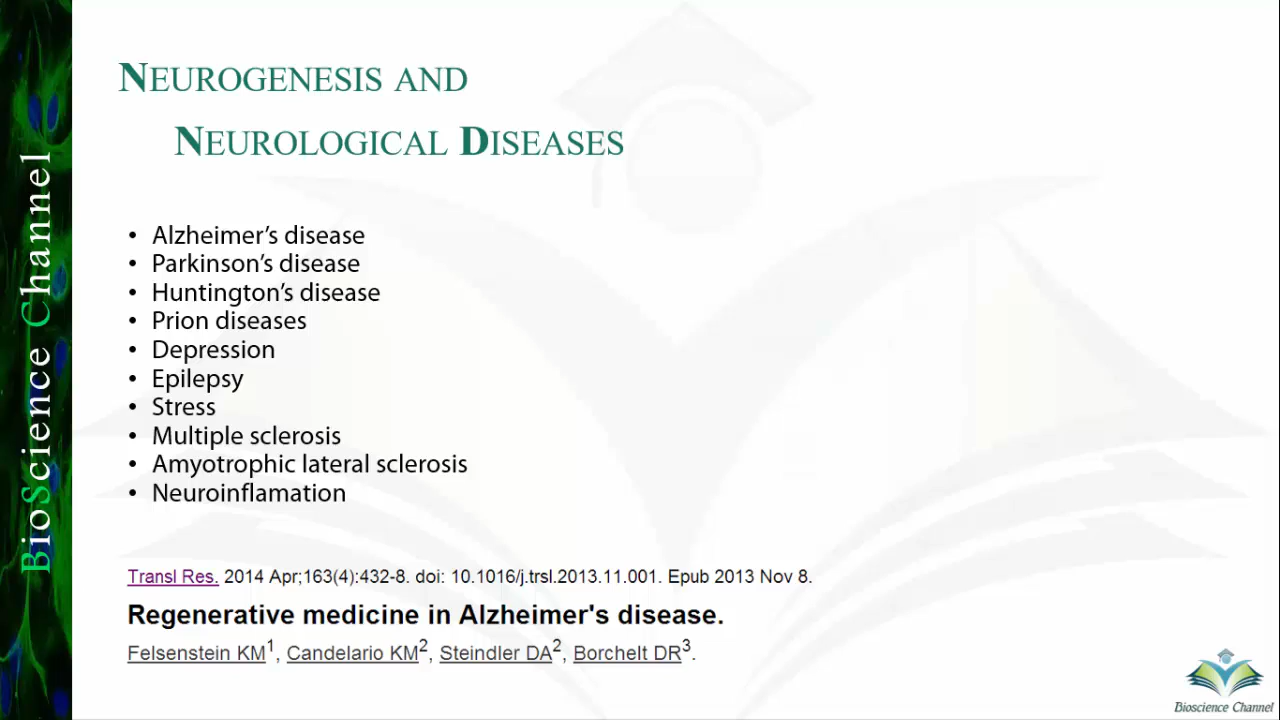 BioScience Channel
NEUROGENESIS AND
NEUROLOGICAL DISEASES
• Alzheimer’s disease
• Parkinson’s disease
• Huntington’s disease
• Prion diseases
• Depression
• Epilepsy
• Stress
• Multiple sclerosis
• Amyotrophic lateral sclerosis
• Neuroinflamation
Transl Res. 2014 Apr;163(4):432-8. doi: 10.1016/j.trsl.2013.11.001. Epub 2013 Nov 8.
Regenerative medicine in Alzheimer's disease.
Felsenstein KM1, Candelario KM2, Steindler DA2, Borchelt DR3.
Bioscience Channel